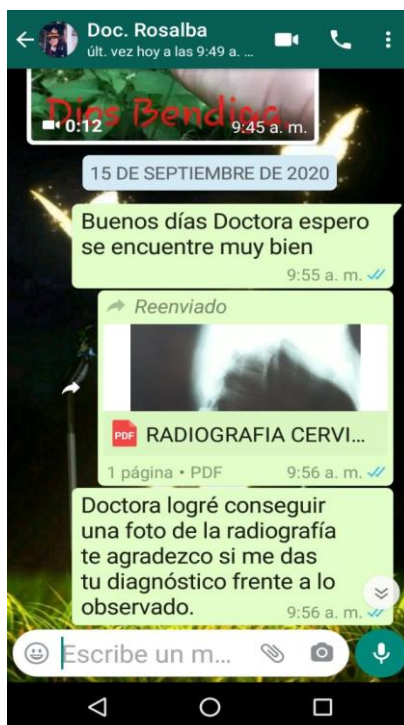 Doc. Rosalba
últ. vez hoy a las 9:49 a. ...
Dios Bendiga
0:12
9:45 a. m.
15 DE SEPTIEMBRE DE 2020
Buenos días Doctora espero
se encuentre muy bien
9:55 a. m.
Reenviado
PDF RADIOGRAFIA CERVI...
1 página • PDF 9:56 a. m.
Doctora logré conseguir
una foto de la radiografía
te agradezco si me das
tu diagnóstico frente a lo
observado.
9:56 a. m.
Escribe un m...